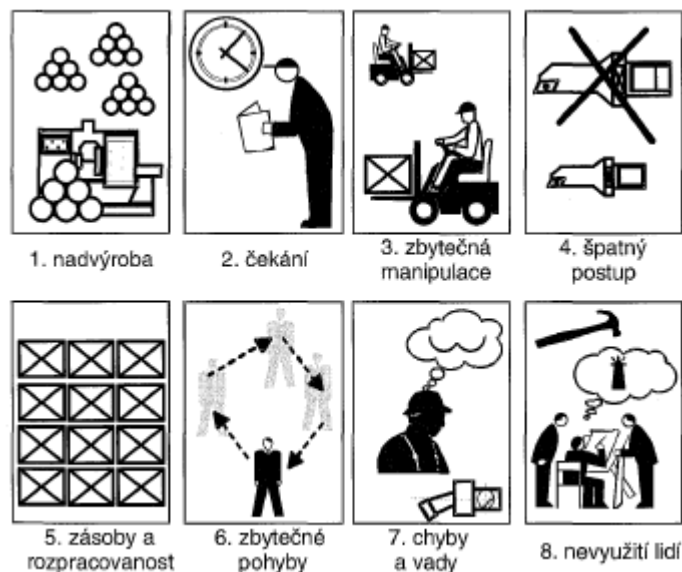 1. nadvýroba
2. čekání
3. zbytečná
manipulace
4. špatný
postup
5. zásoby a
rozpracovanost
6. zbytečné
pohyby
7. chyby
a vady
8. nevyužití lidí